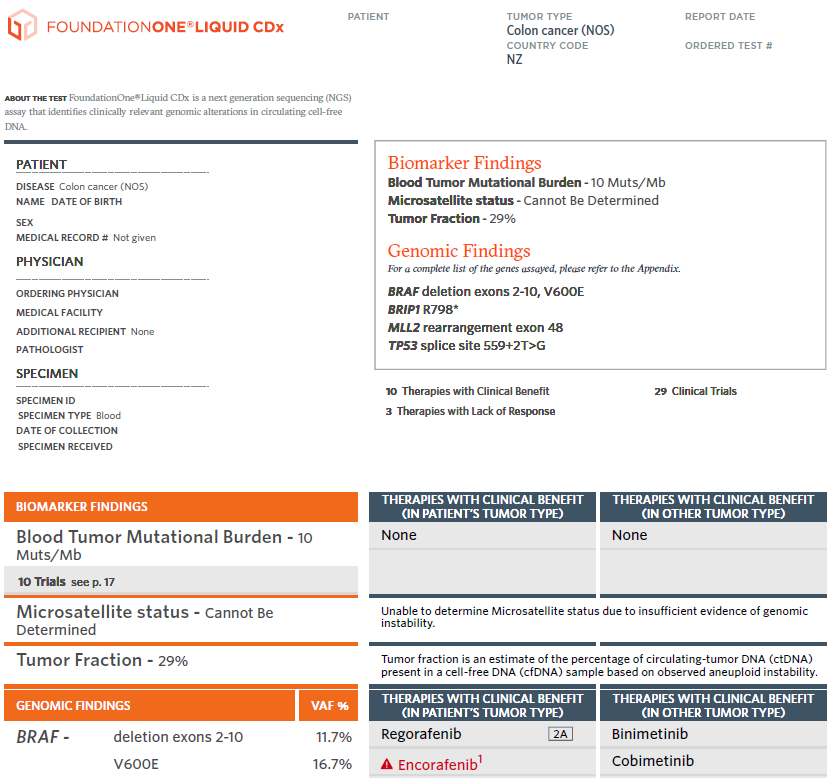 FOUNDATIONONE®LIQUID CDx
PATIENT
TUMOR TYPE
Colon cancer (NOS)
COUNTRY CODE
NZ
REPORT DATE
ORDERED TEST #
ABOUT THE TEST FoundationOne®Liquid CDx is a next generation sequencing (NGS)
assay that identifies clinically relevant genomic alterations in circulating cell-free
DNA.
PATIENT
DISEASE Colon cancer (NOS)
NAME DATE OF BIRTH
SEX
MEDICAL RECORD # Not given
PHYSICIAN
ORDERING PHYSICIAN
MEDICAL FACILITY
ADDITIONAL RECIPIENT None
PATHOLOGIST
SPECIMEN
SPECIMEN ID
SPECIMEN TYPE Blood
DATE OF COLLECTION
SPECIMEN RECEIVED
Biomarker Findings
Blood Tumor Mutational Burden - 10 Muts/Mb
Microsatellite status - Cannot Be Determined
Tumor Fraction - 29%
Genomic Findings
For a complete list of the genes assayed, please refer to the Appendix.
BRAF deletion exons 2-10, V600E
BRIP1 R798*
MLL2 rearrangement exon 48
TP53 splice site 559+2T>G
10 Therapies with Clinical Benefit
29 Clinical Trials
3 Therapies with Lack of Response
BIOMARKER FINDINGS
THERAPIES WITH CLINICAL BENEFIT
(IN PATIENT'S TUMOR TYPE)
THERAPIES WITH CLINICAL BENEFIT
(IN OTHER TUMOR TYPE)
Blood Tumor Mutational Burden - 10
Muts/Mb
None
None
10 Trials see p. 17
Microsatellite status - Cannot Be
Determined
Unable to determine Microsatellite status due to insufficient evidence of genomic
instability.
Tumor Fraction - 29%
Tumor fraction is an estimate of the percentage of circulating-tumor DNA (ctDNA)
present in a cell-free DNA (cfDNA) sample based on observed aneuploid instability.
GENOMIC FINDINGS
VAF %
THERAPIES WITH CLINICAL BENEFIT
(IN PATIENT'S TUMOR TYPE)
THERAPIES WITH CLINICAL BENEFIT
(IN OTHER TUMOR TYPE)
BRAF - deletion exons 2-10 11.7%
Regorafenib 2A
Binimetinib
V600E 16.7%
Encorafenib1
Cobimetinib